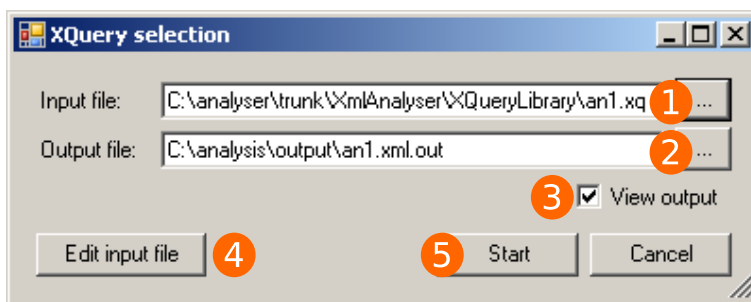 XQuery selection
Input file: C:\analyser\trunk\XmlAnalyser\XQueryLibrary\an1.xq 1 ...
Output file: C:\analysis\output\an1.xml.out 2 ...
3 View output
Edit input file 4 5 Start Cancel